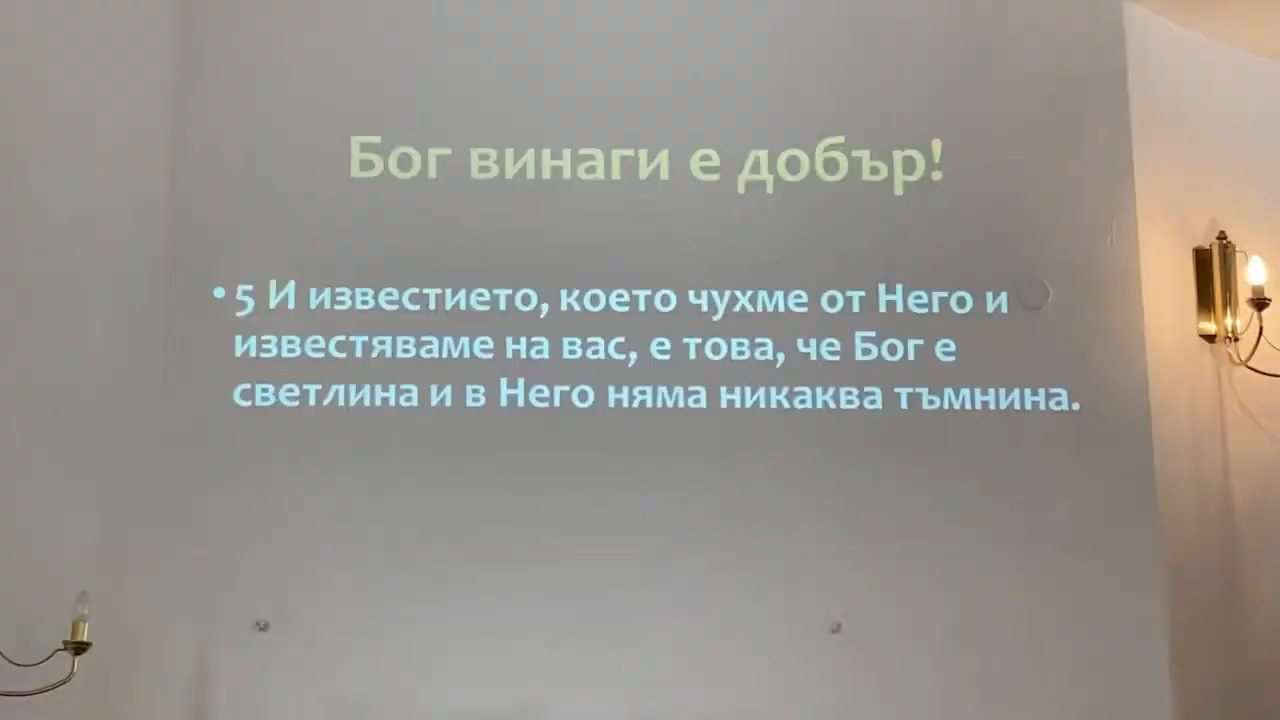 Бог винаги е добър!
• 5 И известието, което чухме от Него и
известяваме на вас, е това, че Бог е
светлина и в Него няма никаква тъмнина.